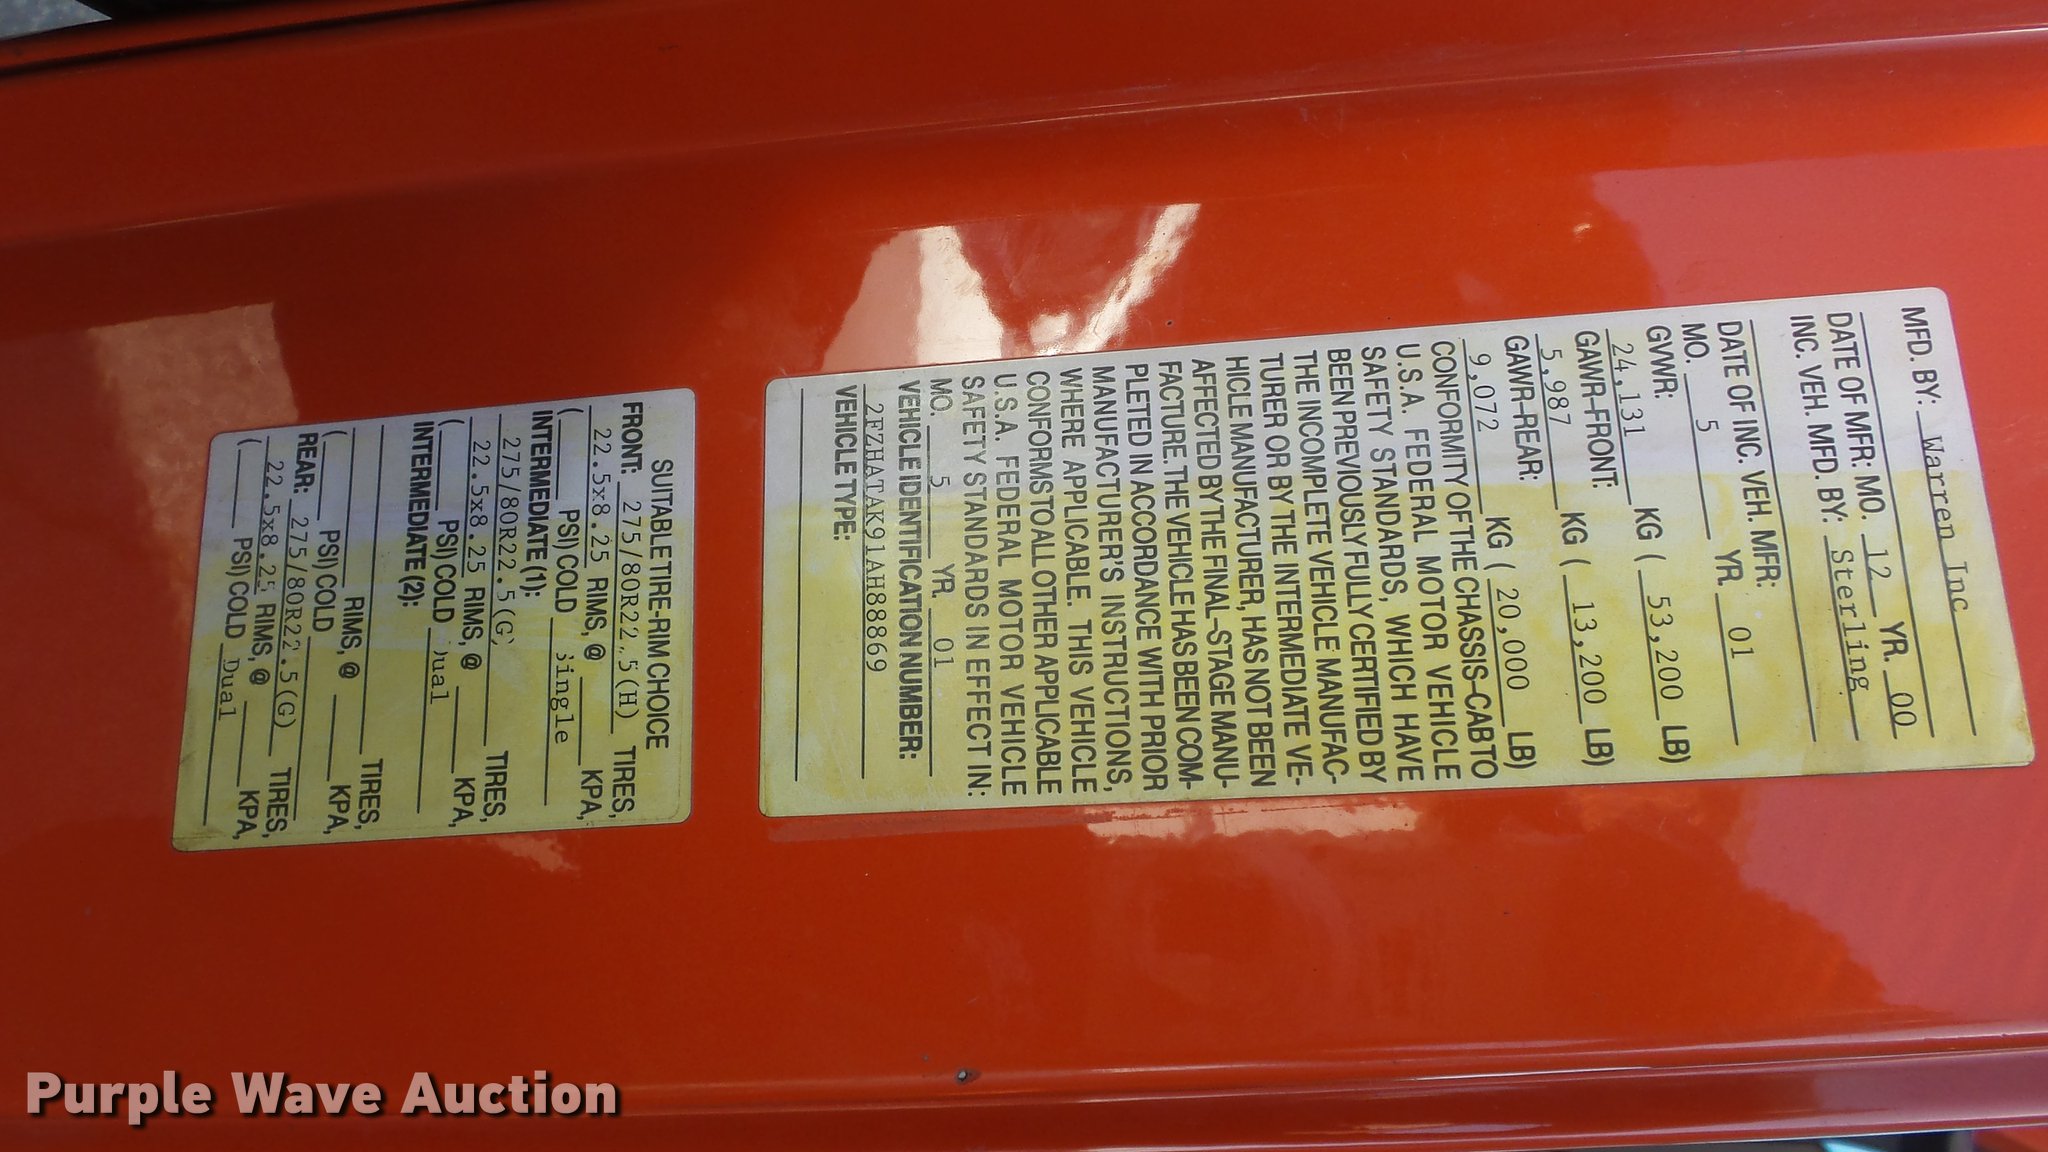 MFD. BY: Warren Inc
DATE OF MFR: MO. 12 YR. 00
INC. VEH. MFD. BY: Sterling
DATE OF INC. VEH. MFR:
MO. 5 YR. 01
GVWR:
24,131 KG ( 53,200 LB)
GAWR-FRONT:
5,987 KG ( 13,200 LB)
GAWR-REAR:
9,072 KG ( 20,000 LB)
CONFORMITY OF THE CHASSIS-CAB TO
U.S.A. FEDERAL MOTOR VEHICLE
SAFETY STANDARDS, WHICH HAVE
BEEN PREVIOUSLY FULLY CERTIFIED BY
THE INCOMPLETE VEHICLE MANUFAC-
TURER OR BY THE INTERMEDIATE VE-
HICLE MANUFACTURER, HAS NOT BEEN
AFFECTED BY THE FINAL-STAGE MANU-
FACTURE. THE VEHICLE HAS BEEN COM-
PLETED IN ACCORDANCE WITH PRIOR
MANUFACTURER'S INSTRUCTIONS,
WHERE APPLICABLE. THIS VEHICLE
CONFORMS TO ALL OTHER APPLICABLE
U.S.A. FEDERAL MOTOR VEHICLE
SAFETY STANDARDS IN EFFECT IN:
MO. 5 YR. 01
VEHICLE IDENTIFICATION NUMBER:
2FZHATAK91AH88869
VEHICLE TYPE:
SUITABLE TIRE-RIM CHOICE
FRONT: 275/80R22.5(H) TIRES,
22.5x8.25 RIMS, @ KPA,
( PSI) COLD Single
INTERMEDIATE (1):
275/80R22.5(G) TIRES,
22.5x8.25 RIMS, @ KPA,
( PSI) COLD Dual
INTERMEDIATE (2):
TIRES,
RIMS, @ KPA,
( PSI) COLD
REAR: 275/80R22.5(G) TIRES,
22.5x8.25 RIMS, @ KPA,
( PSI) COLD Dual
Purple Wave Auction